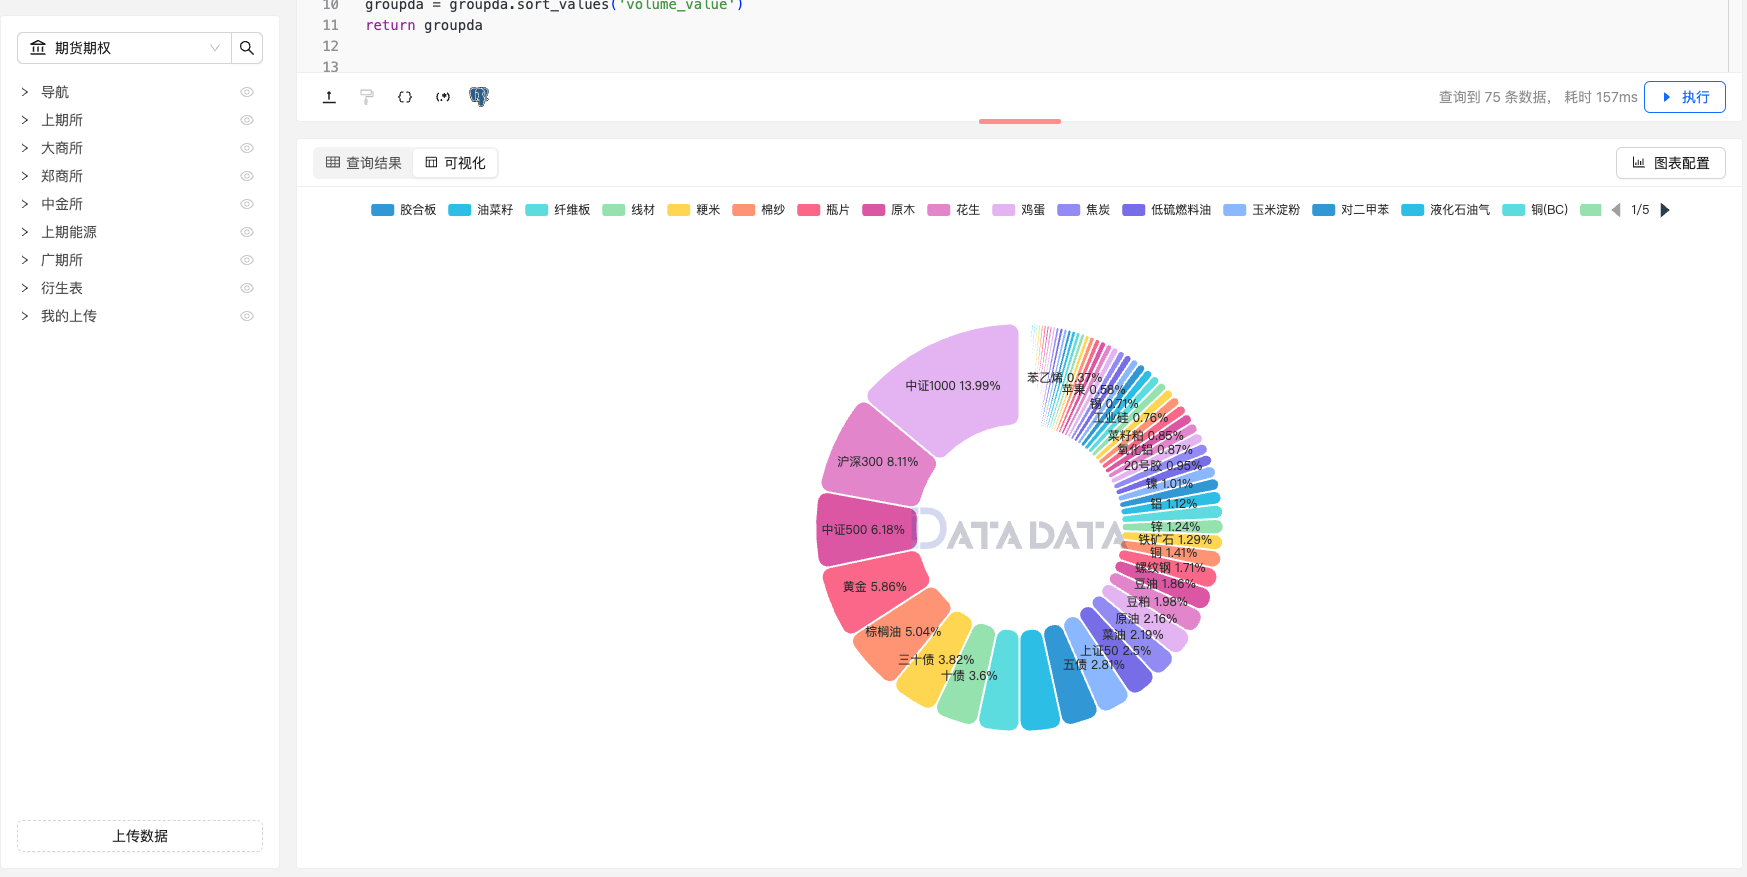 10 groupda = groupda.sort_values('volume_value')
11 return groupda
12
13
期货期权
导航
上期所
大商所
郑商所
中金所
上期能源
广期所
衍生表
我的上传
上传数据
{} (.*)
查询到 75 条数据， 耗时 157ms
执行
查询结果
可视化
图表配置
胶合板 油菜籽 纤维板 线材 粳米 棉纱 瓶片 原木 花生 鸡蛋 焦炭 低硫燃料油 玉米淀粉 对二甲苯 液化石油气 铜(BC) 1/5
苯乙烯 0.37%
中证1000 13.99%
苹果 0.58%
锡 0.71%
工业硅 0.76%
菜籽粕 0.85%
氧化铝 0.87%
沪深300 8.11%
20号胶 0.95%
镍 1.01%
铝 1.12%
锌 1.24%
中证500 6.18%
DATA DATA
铁矿石 1.29%
铜 1.41%
螺纹钢 1.71%
豆油 1.86%
黄金 5.86%
豆粕 1.98%
原油 2.16%
棕榈油 5.04%
菜油 2.19%
上证50 2.5%
三十债 3.82%
五债 2.81%
十债 3.6%